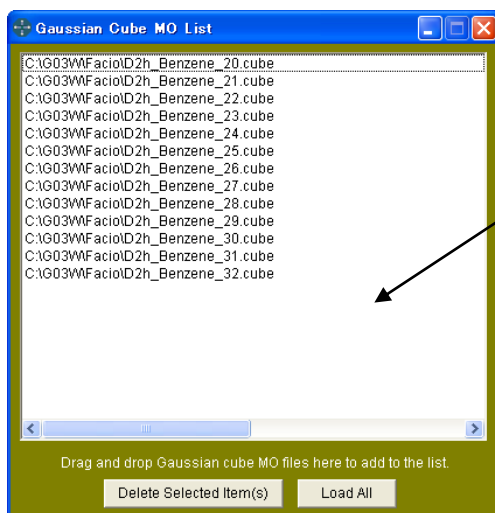 Gaussian Cube MO List
C:\G03W\Facio\D2h_Benzene_20.cube
C:\G03W\Facio\D2h_Benzene_21.cube
C:\G03W\Facio\D2h_Benzene_22.cube
C:\G03W\Facio\D2h_Benzene_23.cube
C:\G03W\Facio\D2h_Benzene_24.cube
C:\G03W\Facio\D2h_Benzene_25.cube
C:\G03W\Facio\D2h_Benzene_26.cube
C:\G03W\Facio\D2h_Benzene_27.cube
C:\G03W\Facio\D2h_Benzene_28.cube
C:\G03W\Facio\D2h_Benzene_29.cube
C:\G03W\Facio\D2h_Benzene_30.cube
C:\G03W\Facio\D2h_Benzene_31.cube
C:\G03W\Facio\D2h_Benzene_32.cube
Drag and drop Gaussian cube MO files here to add to the list.
Delete Selected Item(s) Load All